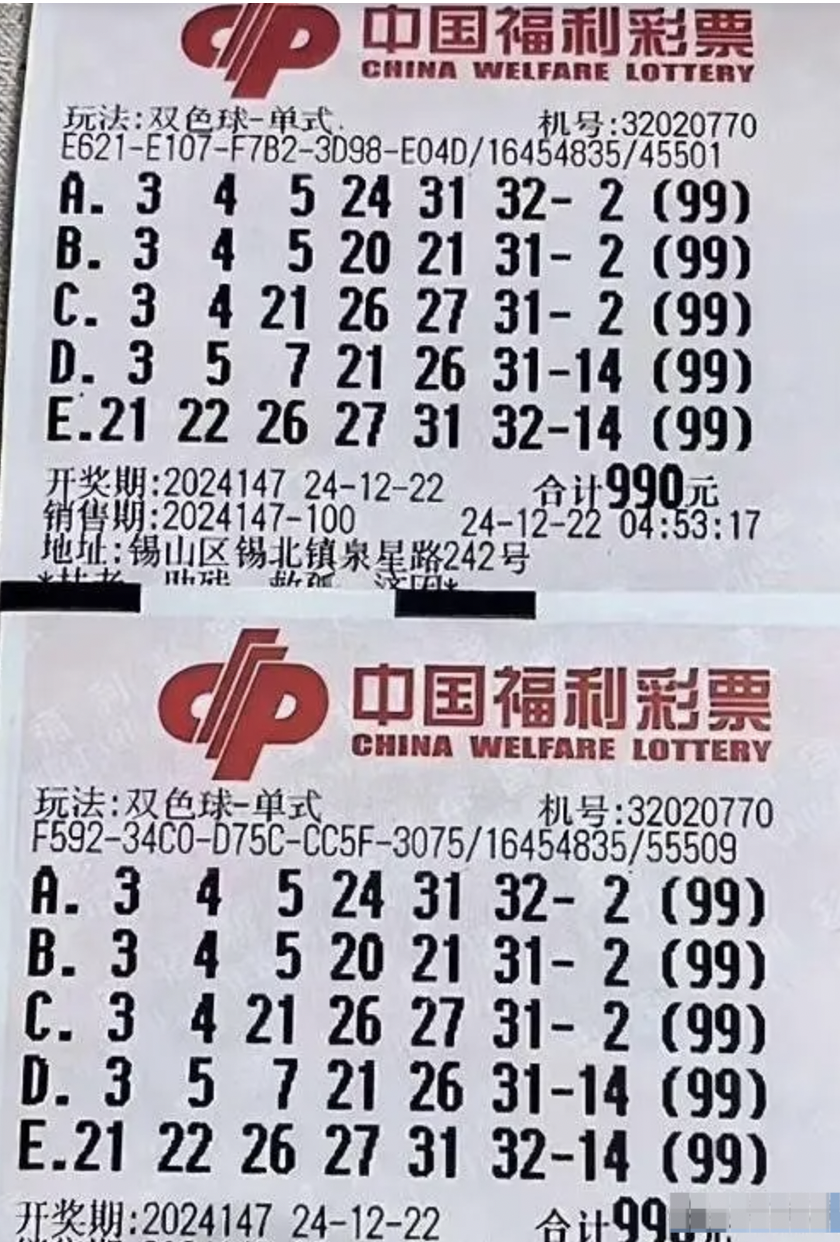 中国福利彩票
CHINA WELFARE LOTTERY
玩法:双色球-单式
机号:32020770
E621-E107-F7B2-3D98-E04D/16454835/45501
A. 3 4 5 24 31 32- 2 (99)
B. 3 4 5 20 21 31- 2 (99)
C. 3 4 21 26 27 31- 2 (99)
D. 3 5 7 21 26 31-14 (99)
E.21 22 26 27 31 32-14 (99)
开奖期:2024147 24-12-22 合计990元
销售期:2024147-100 24-12-22 04:53:17
地址:锡山区锡北镇泉星路242号
中国福利彩票
CHINA WELFARE LOTTERY
玩法:双色球-单式
机号:32020770
F592-34C0-D75C-CC5F-3075/16454835/55509
A. 3 4 5 24 31 32- 2 (99)
B. 3 4 5 20 21 31- 2 (99)
C. 3 4 21 26 27 31- 2 (99)
D. 3 5 7 21 26 31-14 (99)
E.21 22 26 27 31 32-14 (99)
开奖期:2024147 24-12-22 合计99